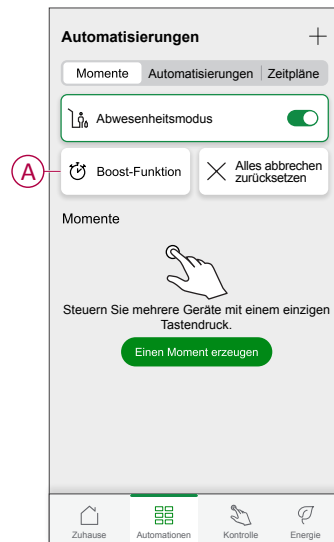 Automatisierungen
Momente Automatisierungen Zeitpläne
Abwesenheitsmodus
A
Boost-Funktion
Alles abbrechen
zurücksetzen
Momente
Steuern Sie mehrere Geräte mit einem einzigen
Tastendruck.
Einen Moment erzeugen
Zuhause Automationen Kontrolle Energie